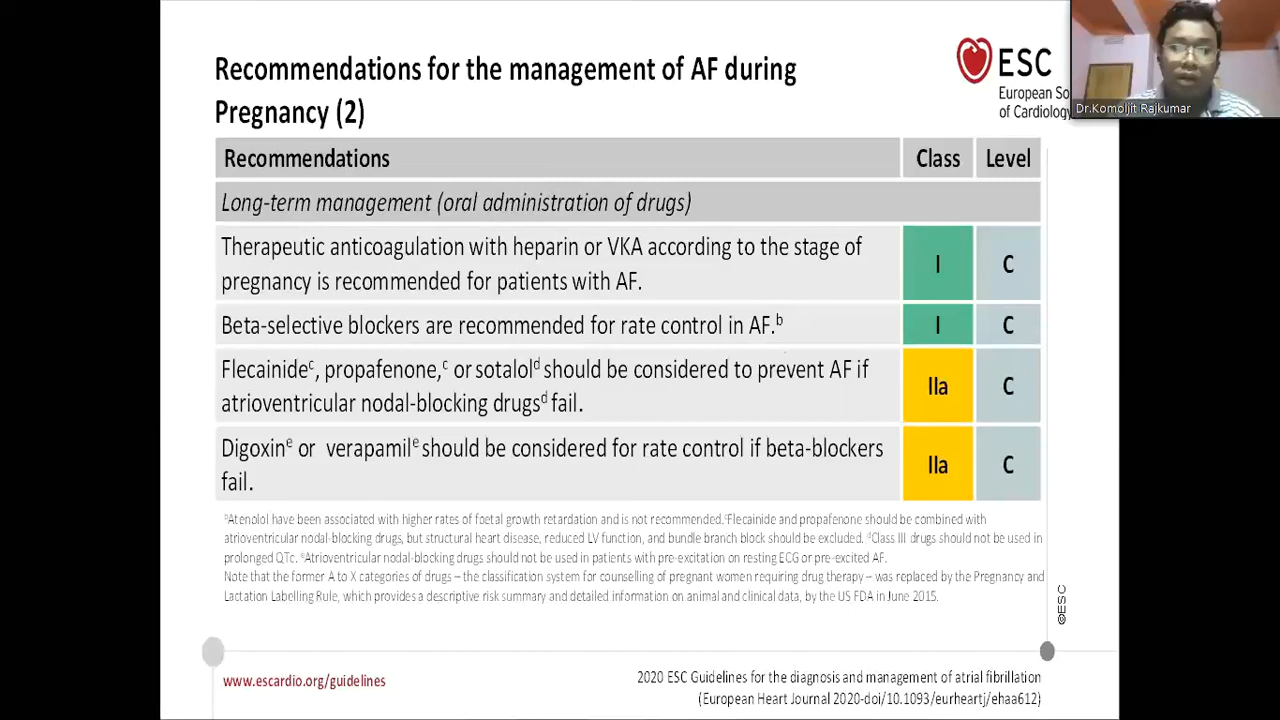 Recommendations for the management of AF during
Pregnancy (2)
ESC
European So
of Cardiology
Dr.Komoljit Rajkumar
Recommendations Class Level
Long-term management (oral administration of drugs)
Therapeutic anticoagulation with heparin or VKA according to the stage of
pregnancy is recommended for patients with AF.
I C
Beta-selective blockers are recommended for rate control in AF.ᵇ I C
Flecainideᶜ, propafenone,ᶜ or sotalolᵈ should be considered to prevent AF if
atrioventricular nodal-blocking drugsᵈ fail.
IIa C
Digoxinᵉ or verapamilᵉ should be considered for rate control if beta-blockers
fail.
IIa C
ᵇAtenolol have been associated with higher rates of foetal growth retardation and is not recommended.ᶜFlecainide and propafenone should be combined with
atrioventricular nodal-blocking drugs, but structural heart disease, reduced LV function, and bundle branch block should be excluded. ᵈClass III drugs should not be used in
prolonged QTc. ᵉAtrioventricular nodal-blocking drugs should not be used in patients with pre-excitation on resting ECG or pre-excited AF.
Note that the former A to X categories of drugs – the classification system for counselling of pregnant women requiring drug therapy – was replaced by the Pregnancy and
Lactation Labelling Rule, which provides a descriptive risk summary and detailed information on animal and clinical data, by the US FDA in June 2015.
©ESC
www.escardio.org/guidelines
2020 ESC Guidelines for the diagnosis and management of atrial fibrillation
(European Heart Journal 2020-doi/10.1093/eurheartj/ehaa612)